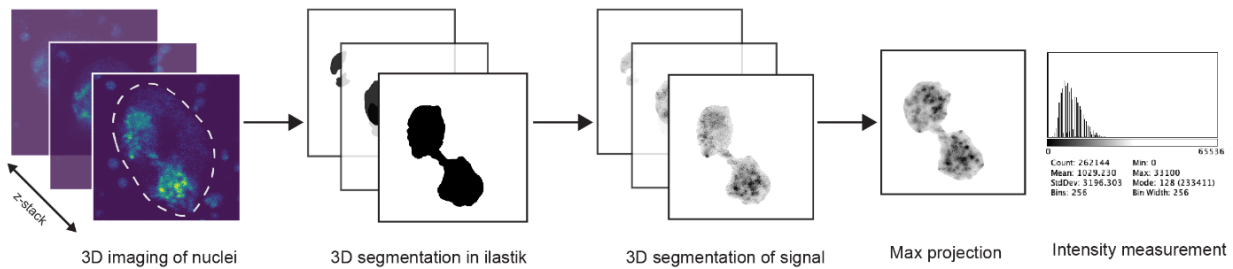 z-stack
3D imaging of nuclei
3D segmentation in ilastik
3D segmentation of signal
Max projection
0 65536
Count: 262144 Min: 0
Mean: 1029.230 Max: 33100
StdDev: 3196.303 Mode: 128 (233411)
Bins: 256 Bin Width: 256
Intensity measurement